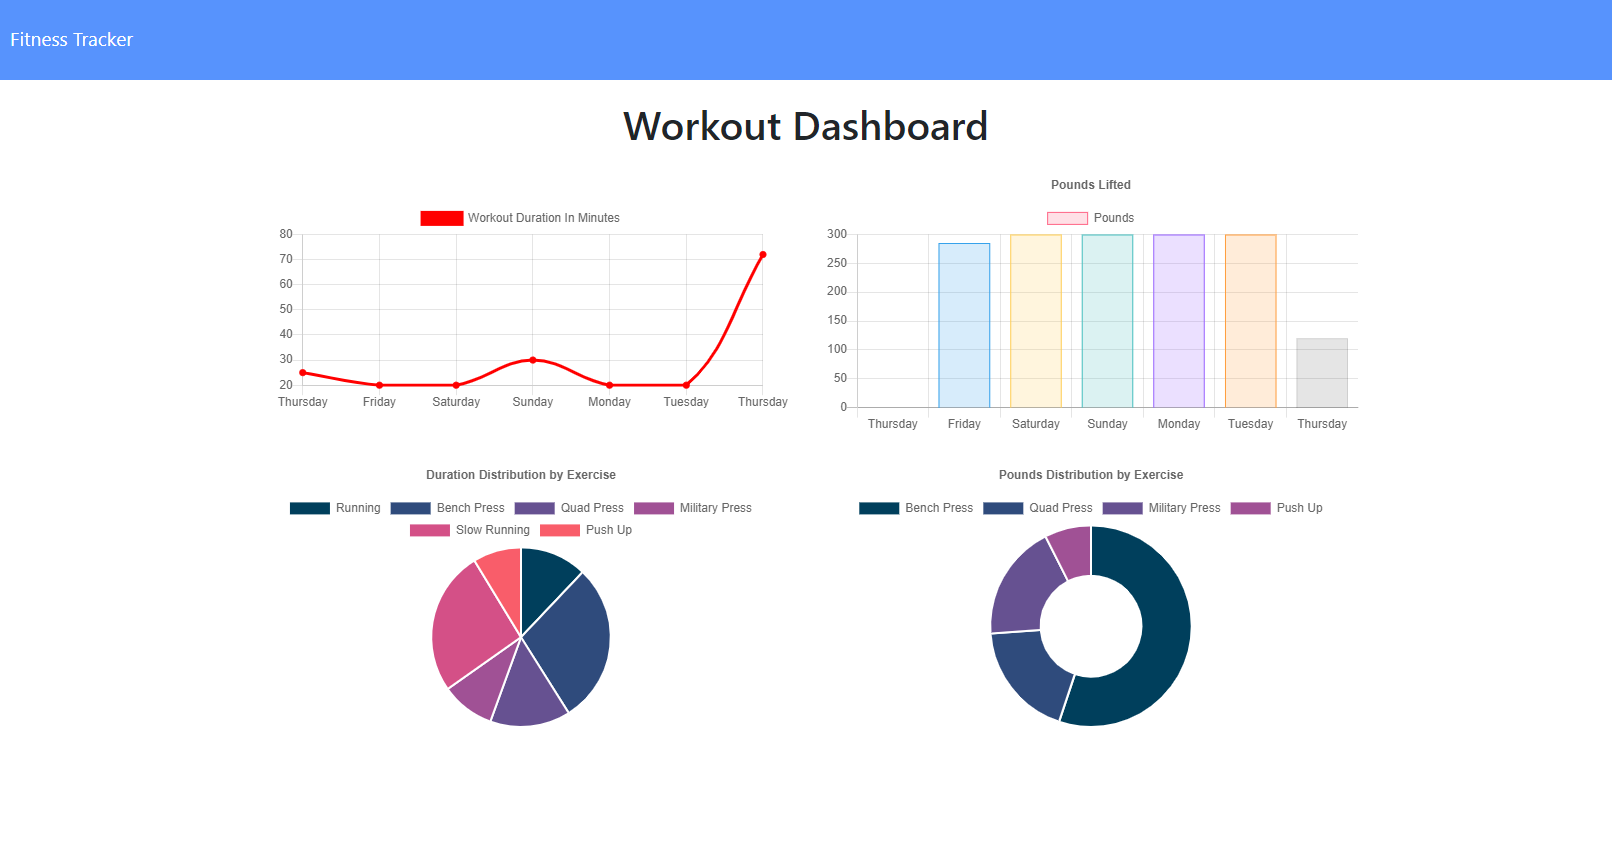 Fitness Tracker
Workout Dashboard
Workout Duration In Minutes
80
70
60
50
40
30
20
Thursday Friday Saturday Sunday Monday Tuesday Thursday
Pounds Lifted
Pounds
300
250
200
150
100
50
0
Thursday Friday Saturday Sunday Monday Tuesday Thursday
Duration Distribution by Exercise
Running Bench Press Quad Press Military Press
Slow Running Push Up
Pounds Distribution by Exercise
Bench Press Quad Press Military Press Push Up